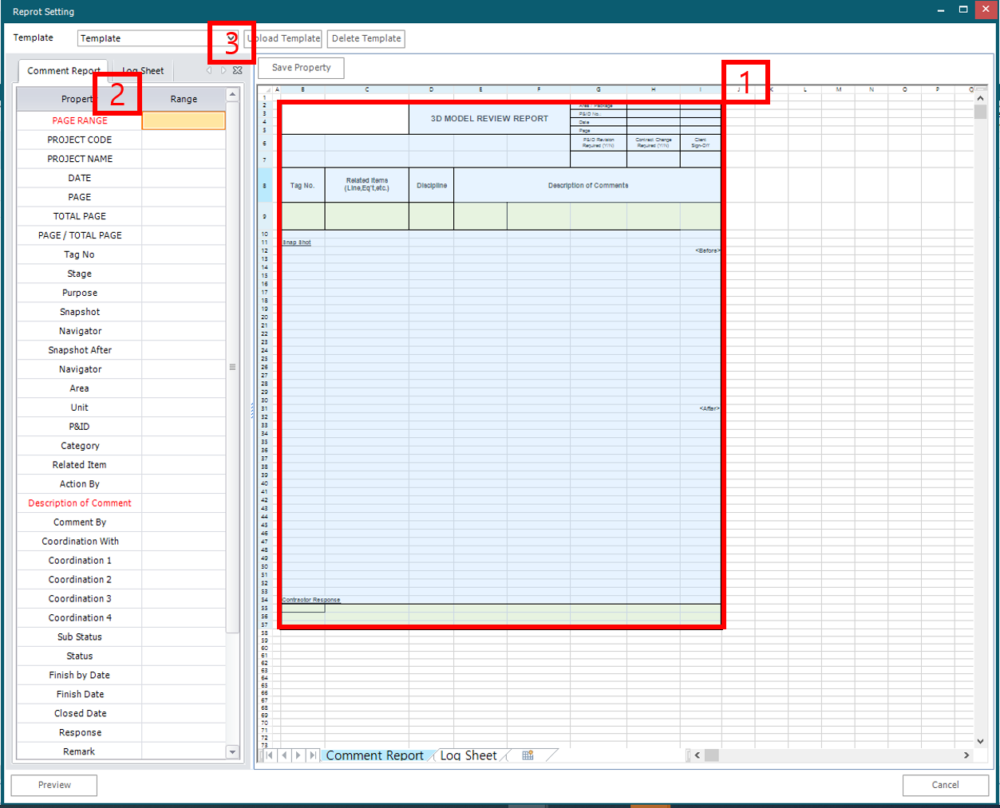 Reprot Setting
Template
Template
3
Upload Template
Delete Template
Comment Report
Log Sheet
Save Property
2
1
Property
Range
PAGE RANGE
PROJECT CODE
PROJECT NAME
DATE
PAGE
TOTAL PAGE
PAGE / TOTAL PAGE
Tag No
Stage
Purpose
Snapshot
Navigator
Snapshot After
Navigator
Area
Unit
P&ID
Category
Related Item
Action By
Description of Comment
Comment By
Coordination With
Coordination 1
Coordination 2
Coordination 3
Coordination 4
Sub Status
Status
Finish by Date
Finish Date
Closed Date
Response
Remark
A B C D E F G H I J K L M N O P Q
3D MODEL REVIEW REPORT
Area / Package
P&ID No.:
Date
Page
P&ID Revision
Required (Y/N)
Contract Change
Required (Y/N)
Client
Sign-Off
Tag No.
Related Items
(Line,Eq't,etc.)
Discipline
Description of Comments
Snap Shot
<Before>
<After>
Contractor Response
Comment Report
Log Sheet
Preview
Cancel